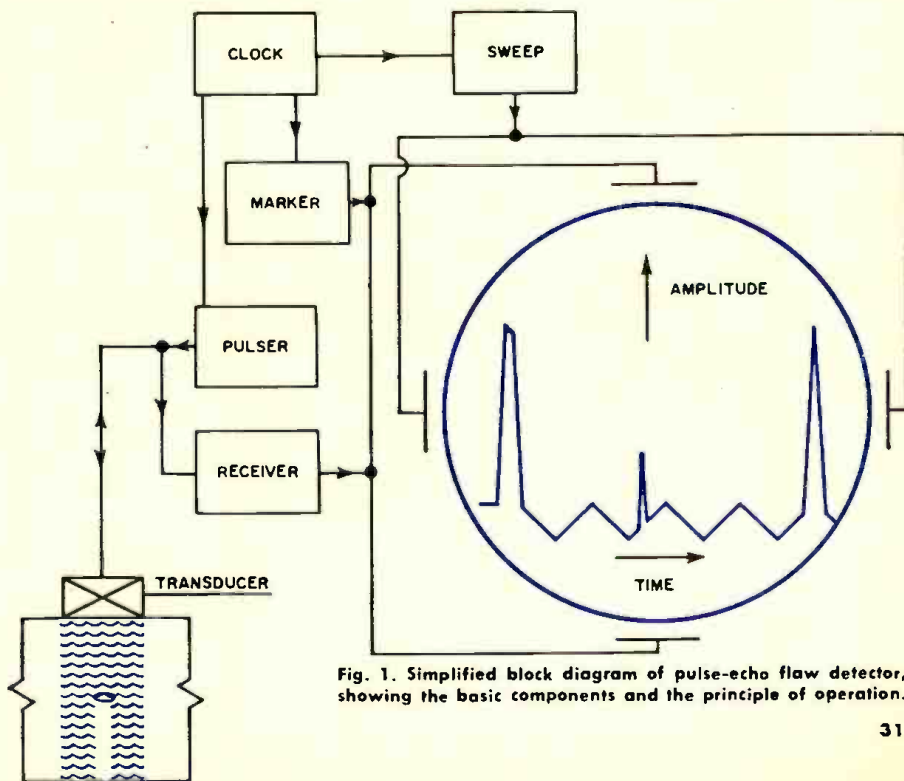 CLOCK
SWEEP
MARKER
AMPLITUDE
PULSER
RECEIVER
TIME
TRANSDUCER
Fig. 1. Simplified block diagram of pulse-echo flaw detector,
showing the basic components and the principle of operation.
31